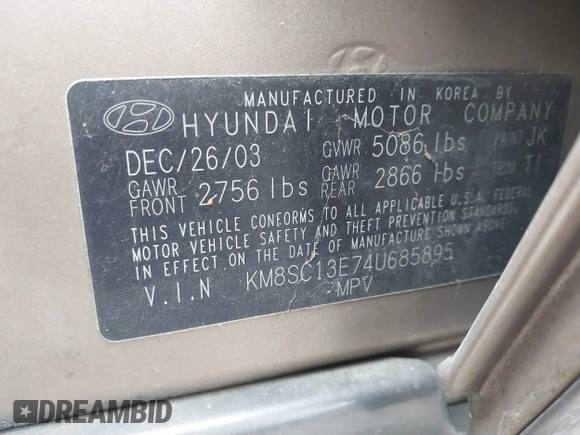 MANUFACTURED IN KOREA BY
HYUNDAI MOTOR COMPANY
DEC/26/03 GVWR 5086 lbs PAINT JK
GAWR FRONT 2756 lbs GAWR REAR 2866 lbs TRIM TI
THIS VEHICLE CONFORMS TO ALL APPLICABLE U.S.A. FEDERAL
MOTOR VEHICLE SAFETY AND THEFT PREVENTION STANDARDS
IN EFFECT ON THE DATE OF MANUFACTURE SHOWN ABOVE
V.I.N KM8SC13E74U685895
MPV
DREAMBID